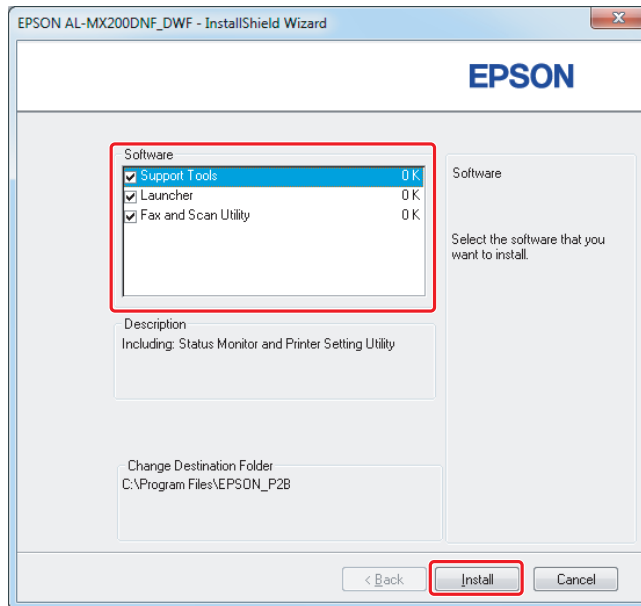 EPSON AL-MX200DNF_DWF - InstallShield Wizard
EPSON
Software
Support Tools 0 K
Launcher 0 K
Fax and Scan Utility 0 K
Software
Select the software that you
want to install.
Description
Including: Status Monitor and Printer Setting Utility
Change Destination Folder
C:\Program Files\EPSON_P2B
< Back
Install
Cancel